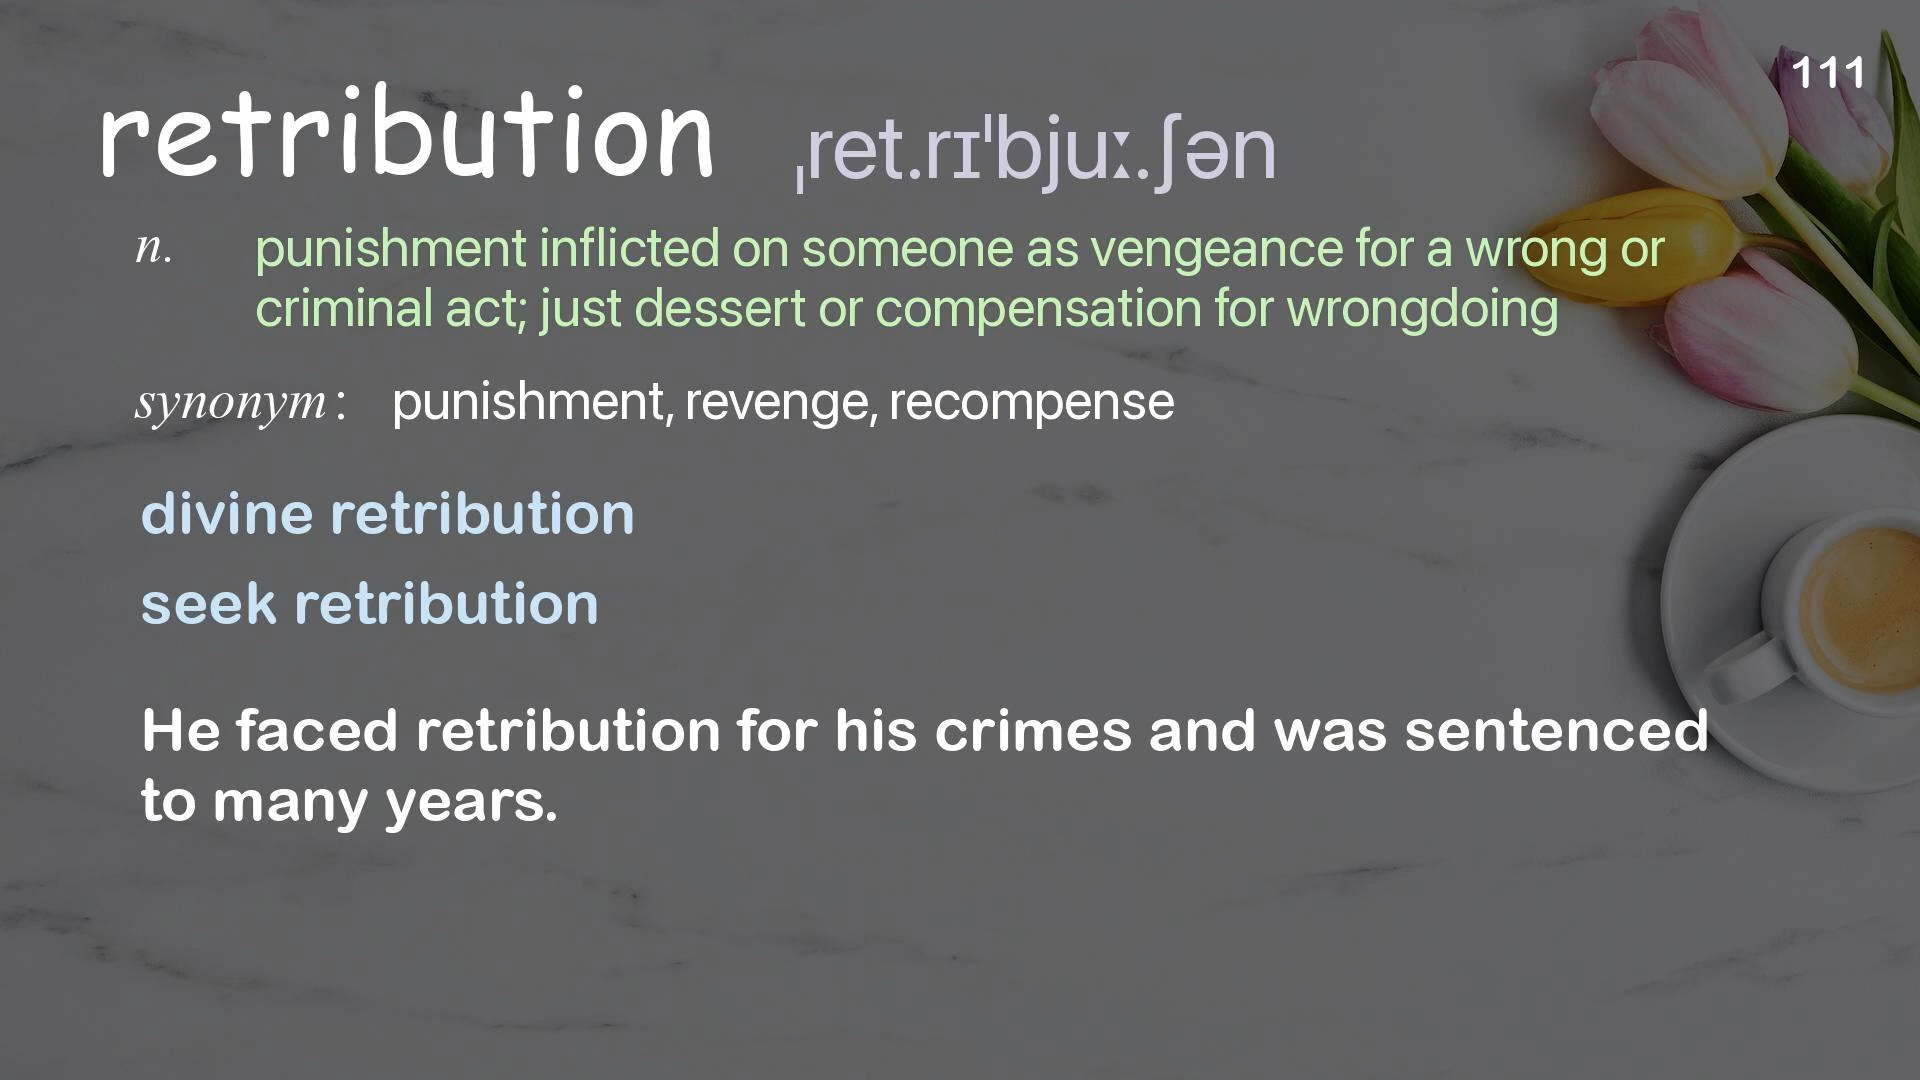 111
retribution ˌret.rɪˈbjuː.ʃən
n. punishment inflicted on someone as vengeance for a wrong or
criminal act; just dessert or compensation for wrongdoing
synonym : punishment, revenge, recompense
divine retribution
seek retribution
He faced retribution for his crimes and was sentenced
to many years.